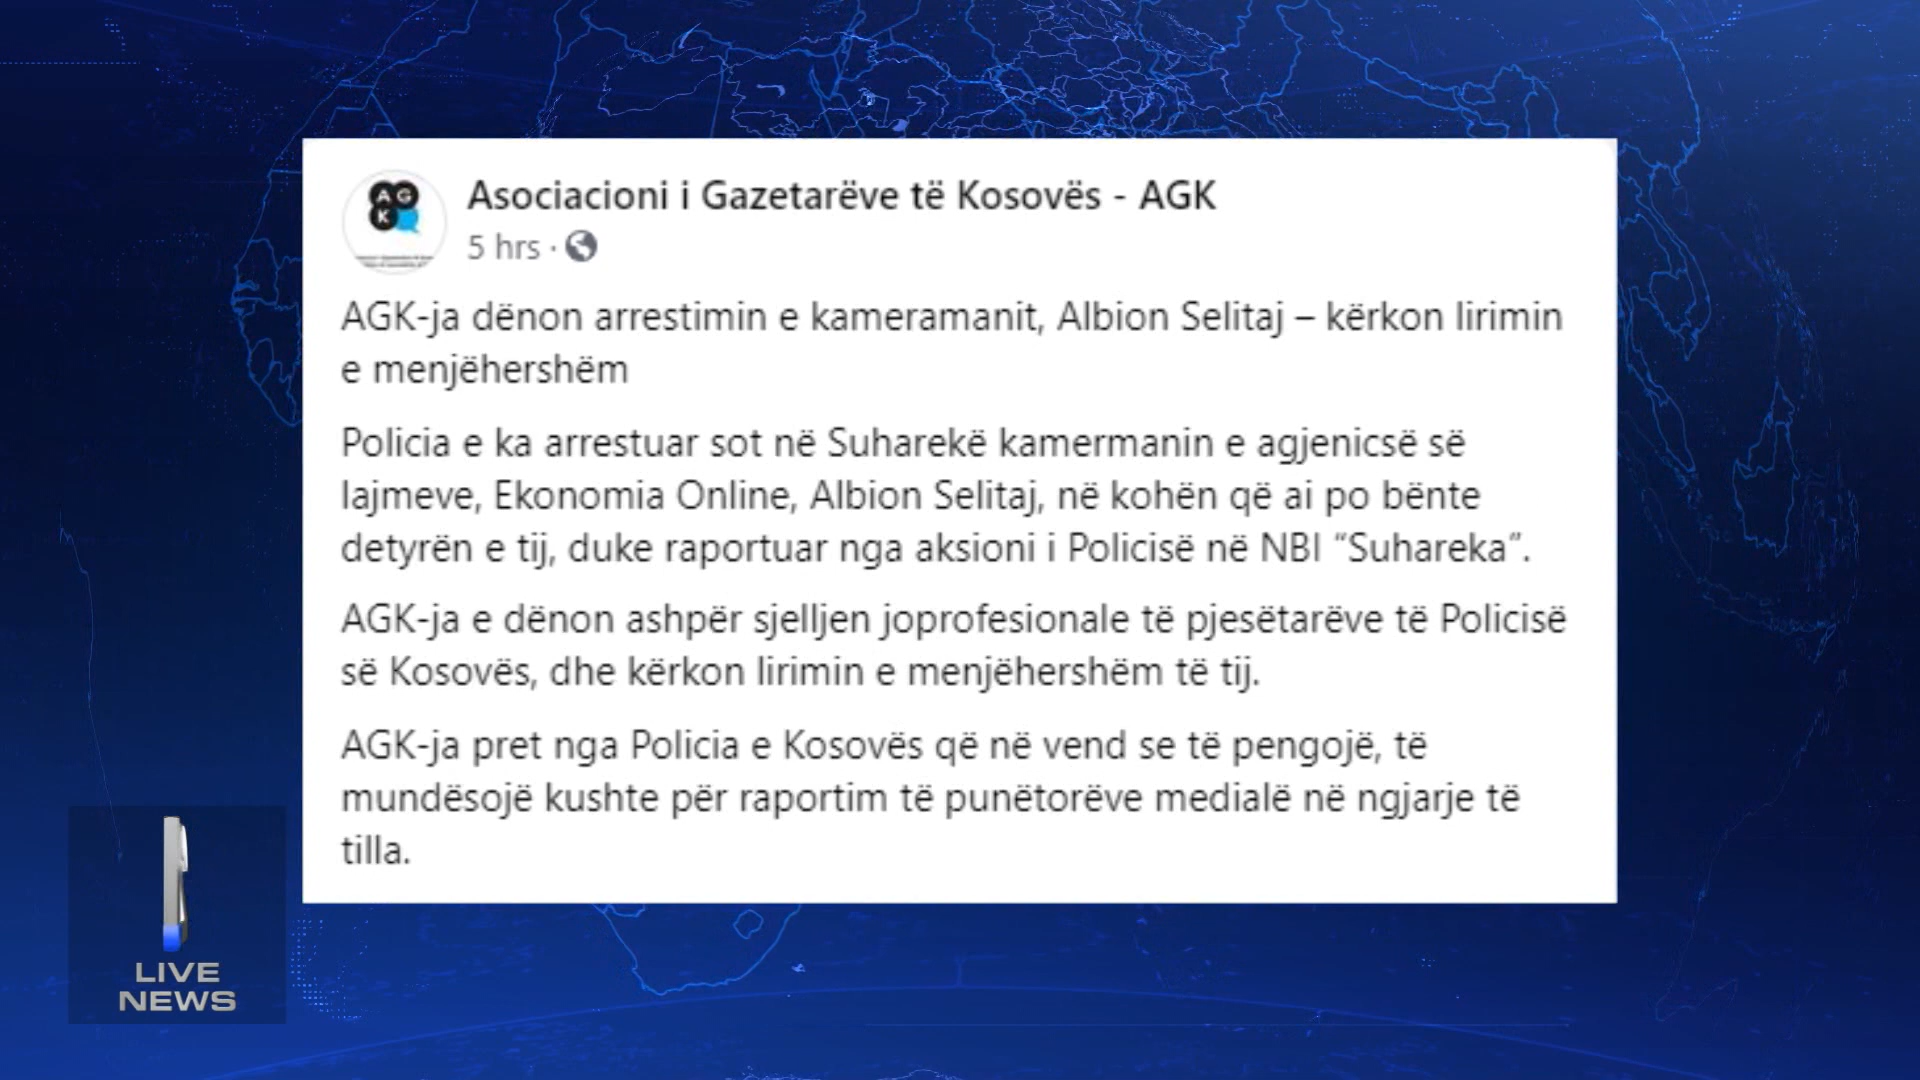 AGK
Asociacioni i Gazetarëve të Kosovës - AGK
5 hrs ·
AGK-ja dënon arrestimin e kameramanit, Albion Selitaj – kërkon lirimin
e menjëhershëm
Policia e ka arrestuar sot në Suharekë kamermanin e agjenicsë së
lajmeve, Ekonomia Online, Albion Selitaj, në kohën që ai po bënte
detyrën e tij, duke raportuar nga aksioni i Policisë në NBI “Suhareka”.
AGK-ja e dënon ashpër sjelljen joprofesionale të pjesëtarëve të Policisë
së Kosovës, dhe kërkon lirimin e menjëhershëm të tij.
AGK-ja pret nga Policia e Kosovës që në vend se të pengojë, të
mundësojë kushte për raportim të punëtorëve medialë në ngjarje të
tilla.
LIVE
NEWS